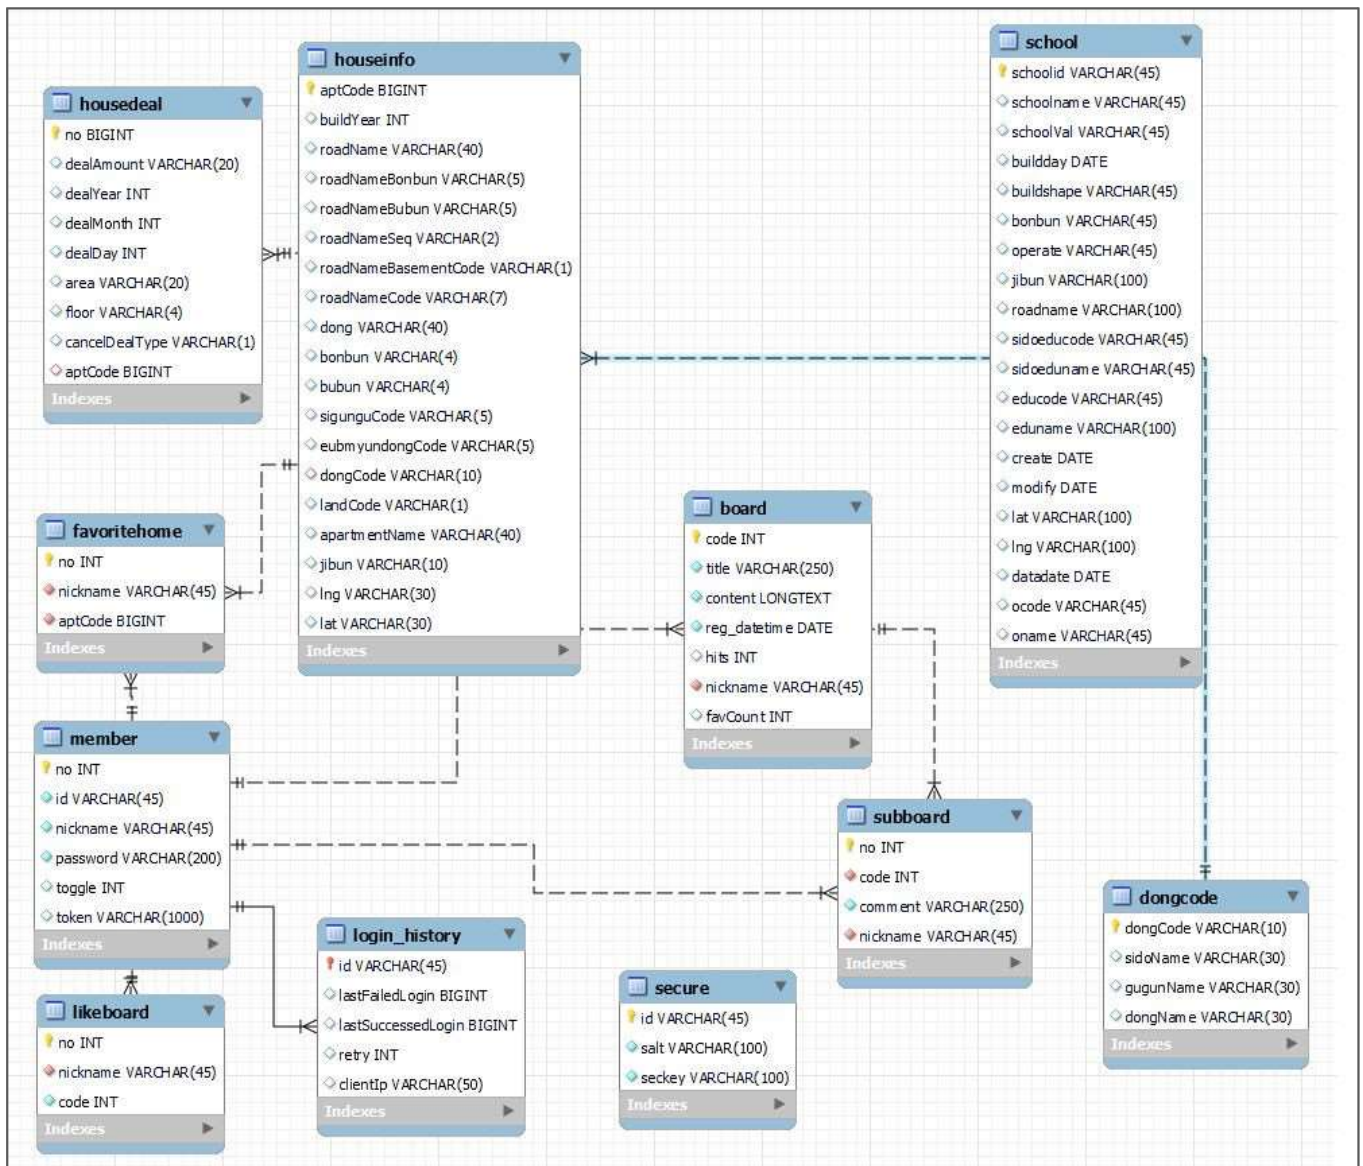 housedeal
no BIGINT
dealAmount VARCHAR(20)
dealYear INT
dealMonth INT
dealDay INT
area VARCHAR(20)
floor VARCHAR(4)
cancelDealType VARCHAR(1)
aptCode BIGINT
Indexes
houseinfo
aptCode BIGINT
buildYear INT
roadName VARCHAR(40)
roadNameBonbun VARCHAR(5)
roadNameBubun VARCHAR(5)
roadNameSeq VARCHAR(2)
roadNameBasementCode VARCHAR(1)
roadNameCode VARCHAR(7)
dong VARCHAR(40)
bonbun VARCHAR(4)
bubun VARCHAR(4)
sigunguCode VARCHAR(5)
eubmyundongCode VARCHAR(5)
dongCode VARCHAR(10)
landCode VARCHAR(1)
apartmentName VARCHAR(40)
jibun VARCHAR(10)
lng VARCHAR(30)
lat VARCHAR(30)
Indexes
school
schoolid VARCHAR(45)
schoolname VARCHAR(45)
schoolVal VARCHAR(45)
buildday DATE
buildshape VARCHAR(45)
bonbun VARCHAR(45)
operate VARCHAR(45)
jibun VARCHAR(100)
roadname VARCHAR(100)
sidoeducode VARCHAR(45)
sidoeduname VARCHAR(45)
educode VARCHAR(45)
eduname VARCHAR(100)
create DATE
modify DATE
lat VARCHAR(100)
lng VARCHAR(100)
datadate DATE
ocode VARCHAR(45)
oname VARCHAR(45)
Indexes
favoritehome
no INT
nickname VARCHAR(45)
aptCode BIGINT
Indexes
board
code INT
title VARCHAR(250)
content LONGTEXT
reg_datetime DATE
hits INT
nickname VARCHAR(45)
favCount INT
Indexes
member
no INT
id VARCHAR(45)
nickname VARCHAR(45)
password VARCHAR(200)
toggle INT
token VARCHAR(1000)
Indexes
subboard
no INT
code INT
comment VARCHAR(250)
nickname VARCHAR(45)
Indexes
dongcode
dongCode VARCHAR(10)
sidoName VARCHAR(30)
gugunName VARCHAR(30)
dongName VARCHAR(30)
Indexes
login_history
id VARCHAR(45)
lastFailedLogin BIGINT
lastSuccessedLogin BIGINT
retry INT
clientIp VARCHAR(50)
Indexes
secure
id VARCHAR(45)
salt VARCHAR(100)
seckey VARCHAR(100)
Indexes
likeboard
no INT
nickname VARCHAR(45)
code INT
Indexes